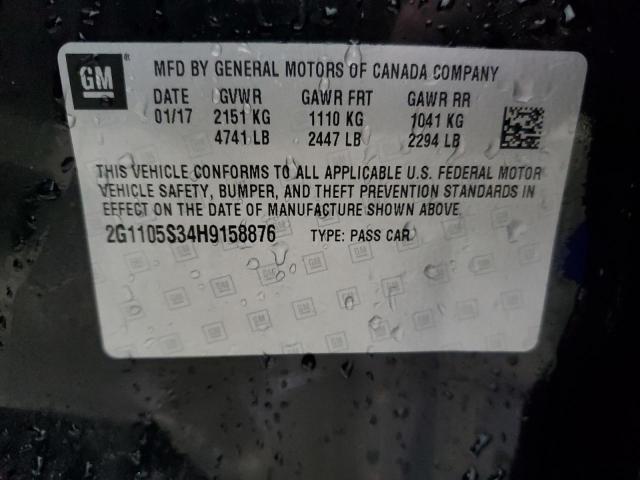 GM ®
MFD BY GENERAL MOTORS OF CANADA COMPANY
DATE GVWR GAWR FRT GAWR RR
01/17 2151 KG 1110 KG 1041 KG
4741 LB 2447 LB 2294 LB
THIS VEHICLE CONFORMS TO ALL APPLICABLE U.S. FEDERAL MOTOR
VEHICLE SAFETY, BUMPER, AND THEFT PREVENTION STANDARDS IN
EFFECT ON THE DATE OF MANUFACTURE SHOWN ABOVE.
2G1105S34H9158876 TYPE: PASS CAR